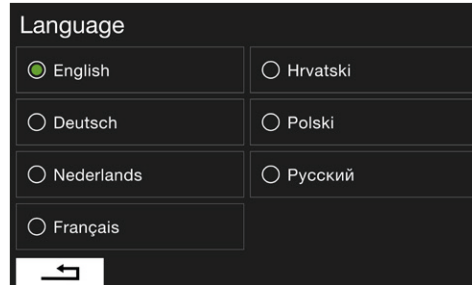 Language
English
Hrvatski
Deutsch
Polski
Nederlands
Русский
Français